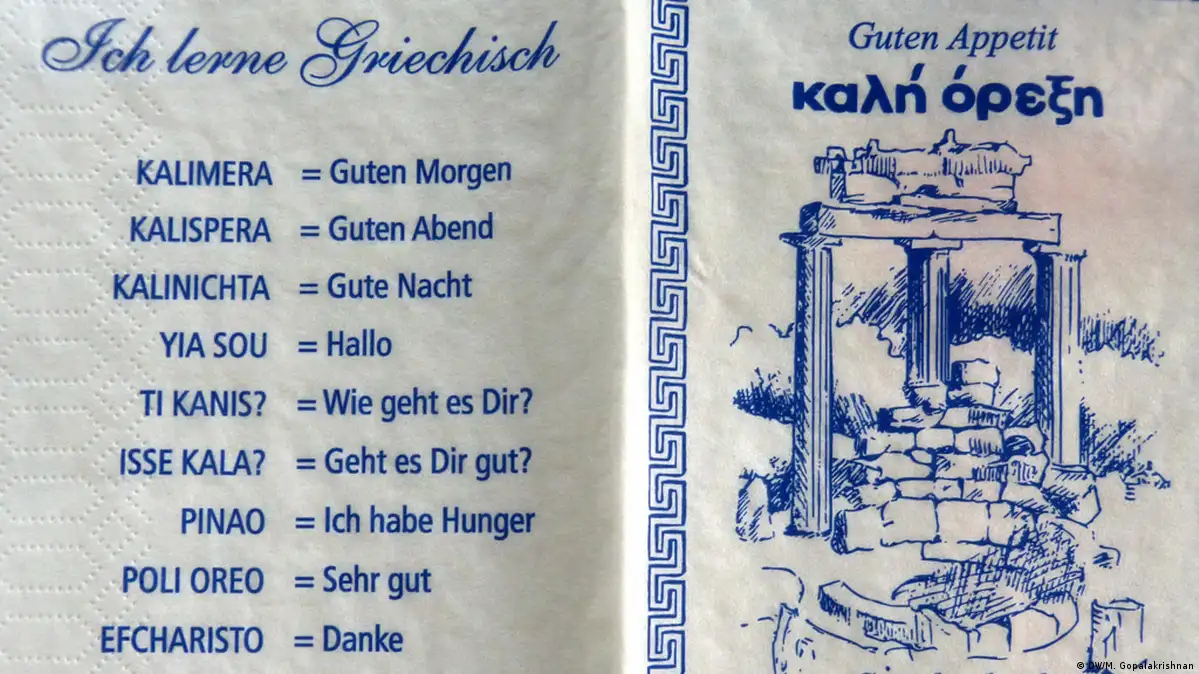 Ich lerne Griechisch
KALIMERA = Guten Morgen
KALISPERA = Guten Abend
KALINICHTA = Gute Nacht
YIA SOU = Hallo
TI KANIS? = Wie geht es Dir?
ISSE KALA? = Geht es Dir gut?
PINAO = Ich habe Hunger
POLI OREO = Sehr gut
EFCHARISTO = Danke
Guten Appetit
καλή όρεξη
© DW/M. Gopalakrishnan